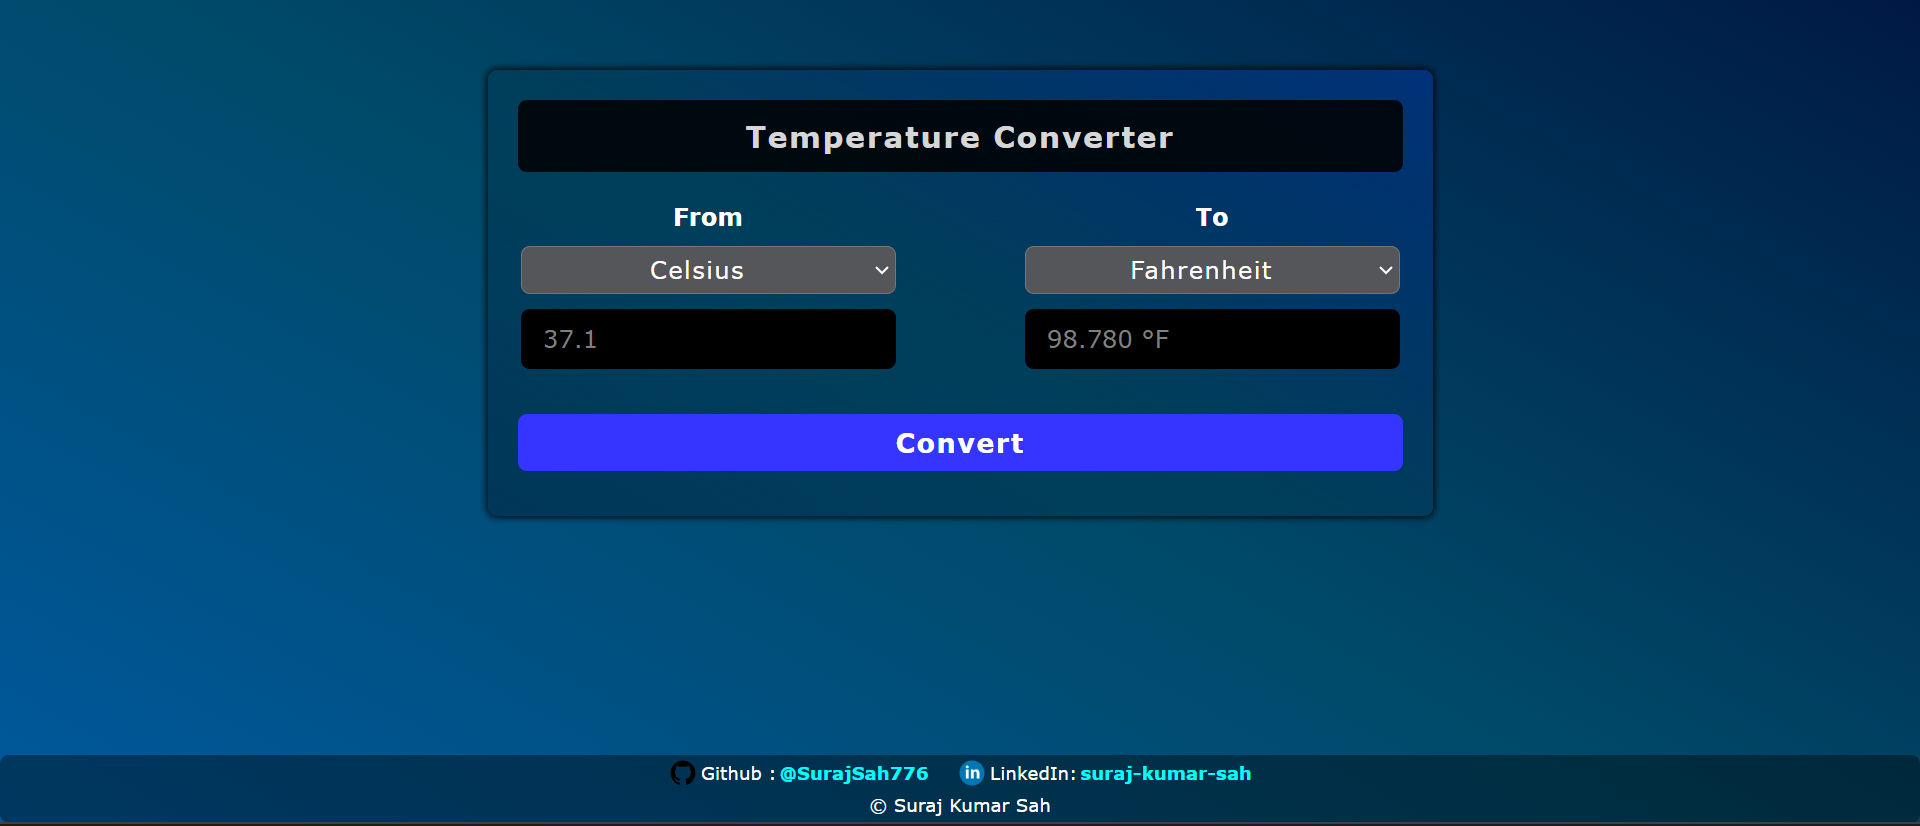 Temperature Converter
From To
Celsius Fahrenheit
37.1 98.780 °F
Convert
Github : @SurajSah776 in LinkedIn: suraj-kumar-sah
© Suraj Kumar Sah